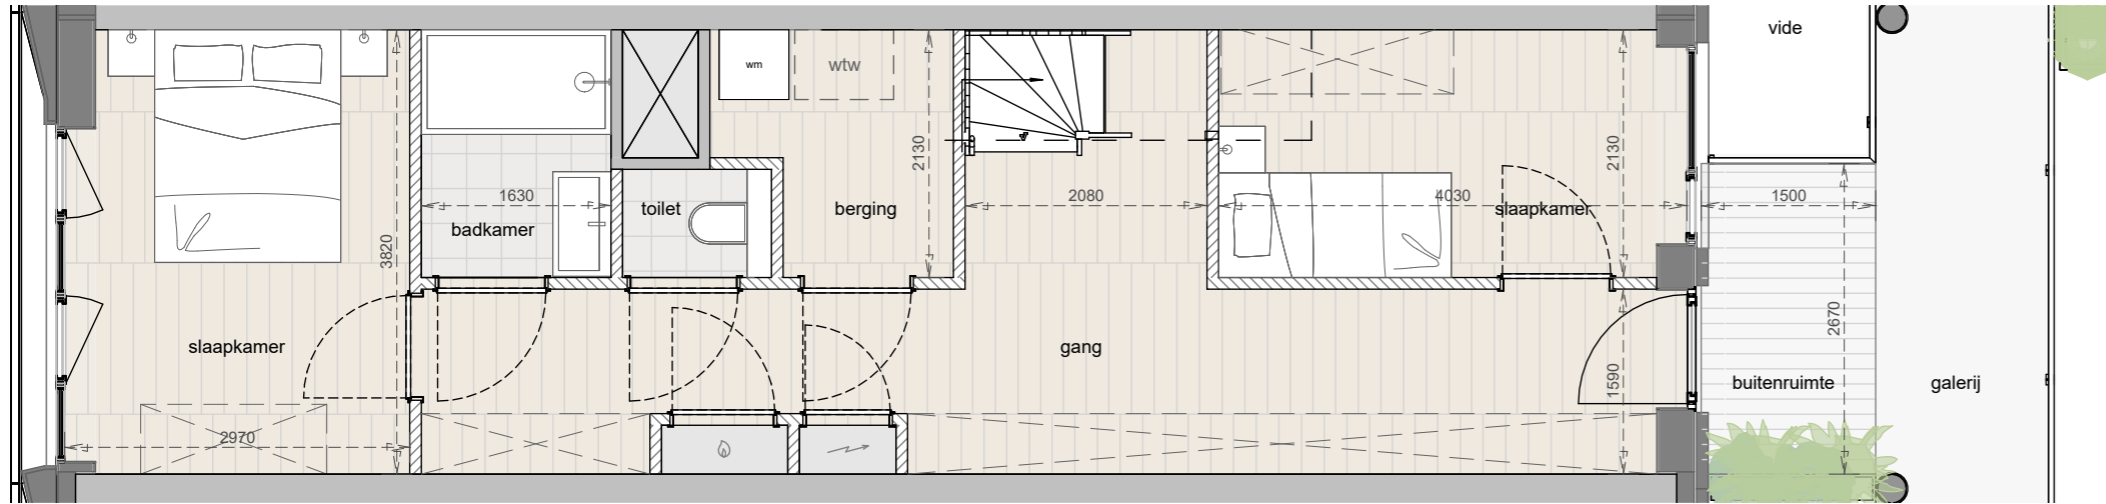 vide
wm
wtw
2130
2130
1630
toilet
berging
2080
4030
slaapkamer
1500
badkamer
3820
slaapkamer
gang
2670
1590
buitenruimte
galerij
2970